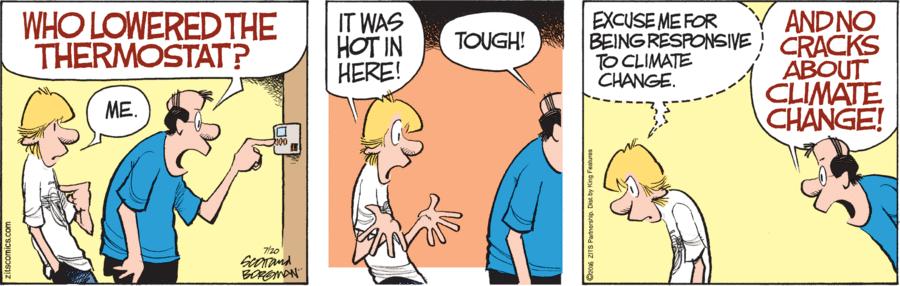 WHO LOWERED THE
THERMOSTAT?
ME.
zitscomics.com
7/20
SCOTT AND
BORGMAN
IT WAS
HOT IN
HERE!
TOUGH!
EXCUSE ME FOR
BEING RESPONSIVE
TO CLIMATE
CHANGE.
AND NO
CRACKS
ABOUT
CLIMATE
CHANGE!
©2016 ZITS Partnership. Dist. by King Features